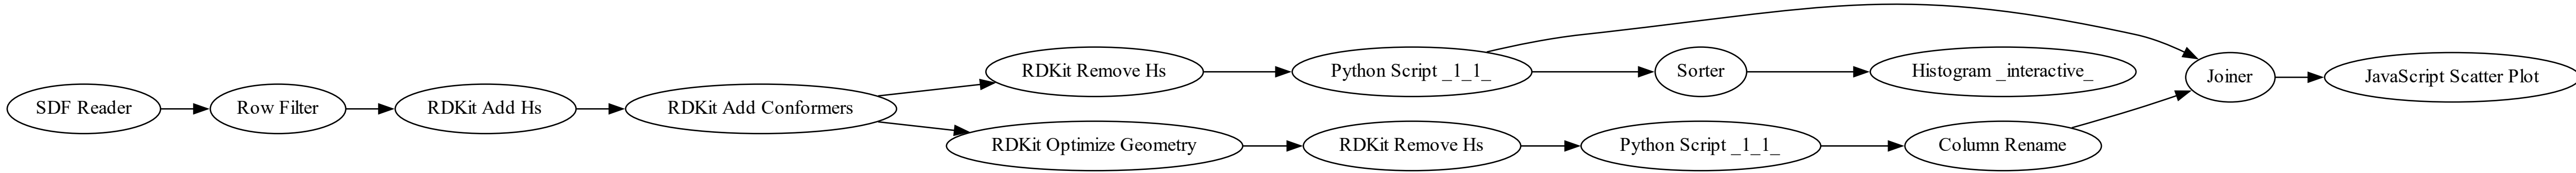 SDF Reader
Row Filter
RDKit Add Hs
RDKit Add Conformers
RDKit Remove Hs
Python Script _1_1_
Sorter
Histogram _interactive_
RDKit Optimize Geometry
RDKit Remove Hs
Python Script _1_1_
Column Rename
Joiner
JavaScript Scatter Plot